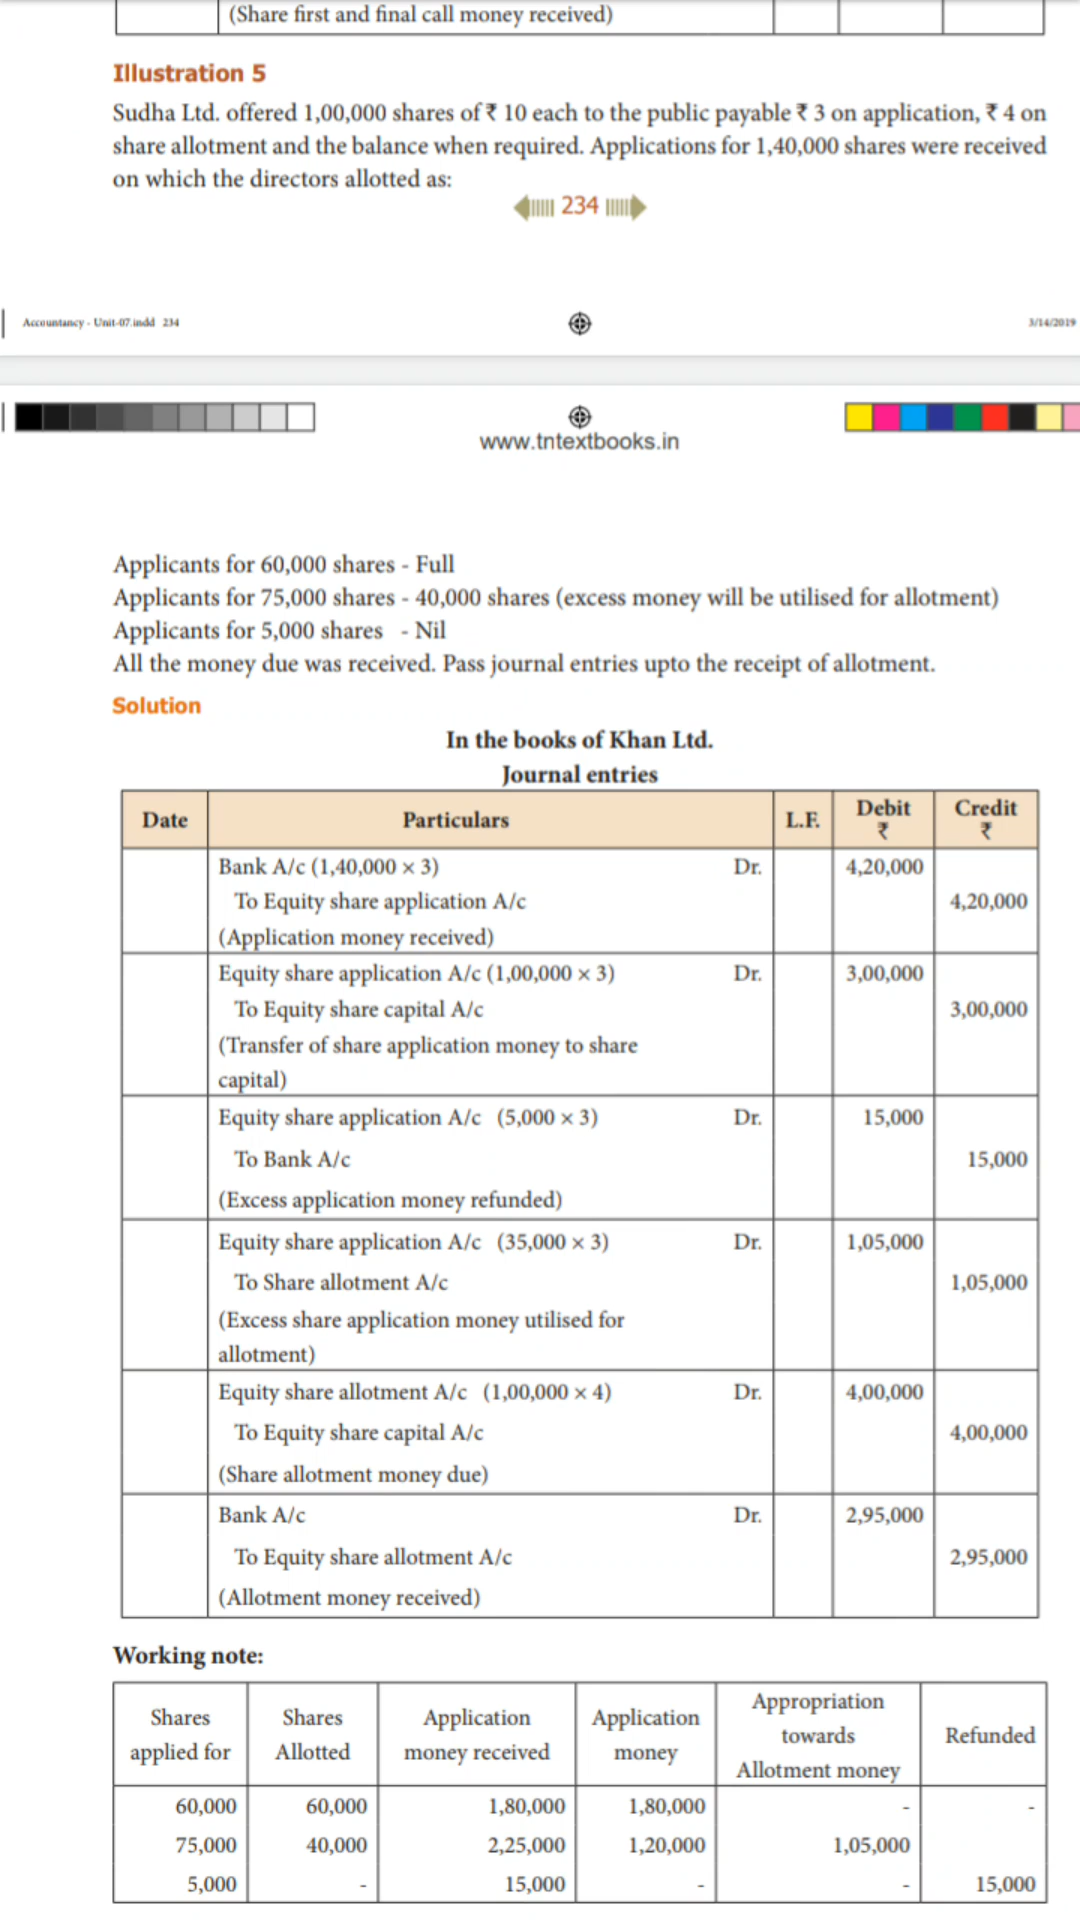 (Share first and final call money received)
Illustration 5
Sudha Ltd. offered 1,00,000 shares of ₹ 10 each to the public payable ₹ 3 on application, ₹ 4 on
share allotment and the balance when required. Applications for 1,40,000 shares were received
on which the directors allotted as:
234
Accountancy - Unit-07.indd 234
3/14/2019
www.tntextbooks.in
Applicants for 60,000 shares - Full
Applicants for 75,000 shares - 40,000 shares (excess money will be utilised for allotment)
Applicants for 5,000 shares - Nil
All the money due was received. Pass journal entries upto the receipt of allotment.
Solution
In the books of Khan Ltd.
Journal entries
Date Particulars L.F. Debit ₹ Credit ₹
Bank A/c (1,40,000 × 3) Dr. 4,20,000
To Equity share application A/c 4,20,000
(Application money received)
Equity share application A/c (1,00,000 × 3) Dr. 3,00,000
To Equity share capital A/c 3,00,000
(Transfer of share application money to share
capital)
Equity share application A/c (5,000 × 3) Dr. 15,000
To Bank A/c 15,000
(Excess application money refunded)
Equity share application A/c (35,000 × 3) Dr. 1,05,000
To Share allotment A/c 1,05,000
(Excess share application money utilised for
allotment)
Equity share allotment A/c (1,00,000 × 4) Dr. 4,00,000
To Equity share capital A/c 4,00,000
(Share allotment money due)
Bank A/c Dr. 2,95,000
To Equity share allotment A/c 2,95,000
(Allotment money received)
Working note:
Shares applied for Shares Allotted Application money received Application money Appropriation towards Allotment money Refunded
60,000 60,000 1,80,000 1,80,000 - -
75,000 40,000 2,25,000 1,20,000 1,05,000
5,000 - 15,000 - - 15,000